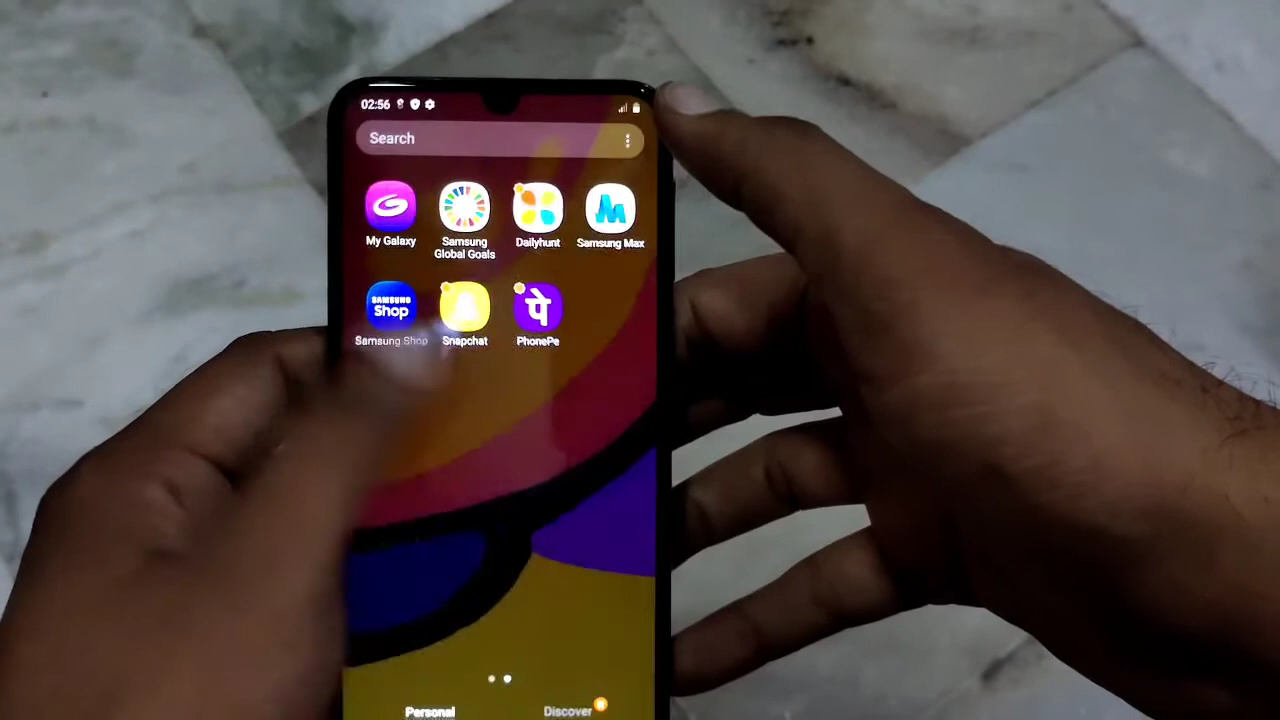 02:56
Search
My Galaxy
Samsung
Global Goals
Dailyhunt
Samsung Max
SAMSUNG
Shop
पे
Samsung Shop
Snapchat
PhonePe
Personal
Discover